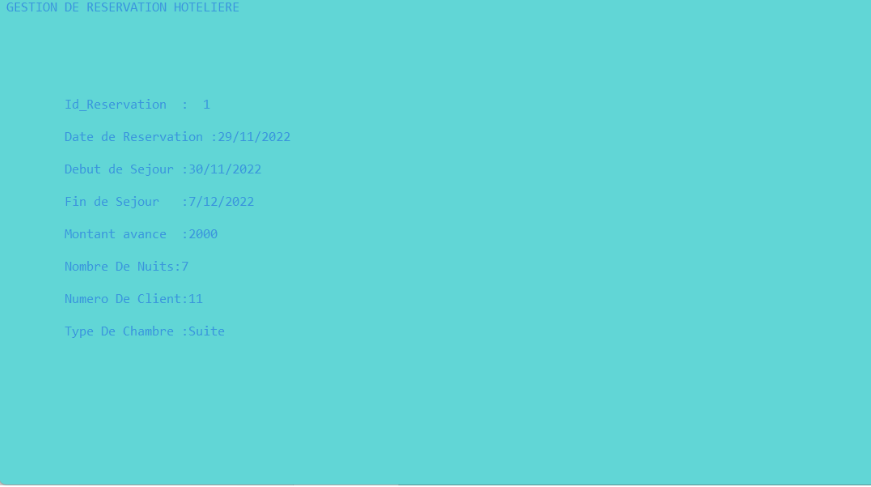 GESTION DE RESERVATION HOTELIERE
Id_Reservation  :  1
Date de Reservation :29/11/2022
Debut de Sejour :30/11/2022
Fin de Sejour   :7/12/2022
Montant avance  :2000
Nombre De Nuits:7
Numero De Client:11
Type De Chambre :Suite